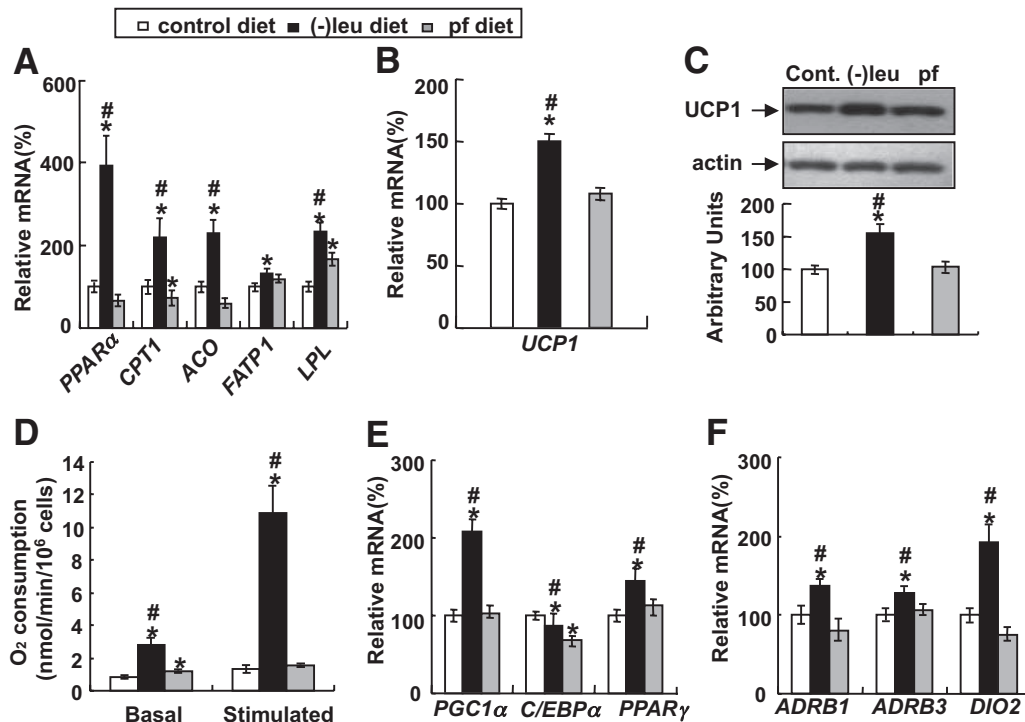 control diet (-)leu diet pf diet
A
Relative mRNA(%)
600
400
200
0
#
*
#
*
#
*
#
*
*
*
*
PPARα
CPT1
ACO
FATP1
LPL
B
Relative mRNA(%)
200
150
100
50
0
#
*
UCP1
C
Cont. (-)leu pf
UCP1
actin
Arbitrary Units
200
150
100
50
0
#
*
D
O2 consumption
(nmol/min/10⁶ cells)
14
12
10
8
6
4
2
0
#
*
*
#
*
Basal Stimulated
E
Relative mRNA(%)
300
200
100
0
#
*
#
*
*
#
*
PGC1α C/EBPα PPARγ
F
Relative mRNA(%)
300
200
100
0
#
*
#
*
#
*
ADRB1 ADRB3 DIO2